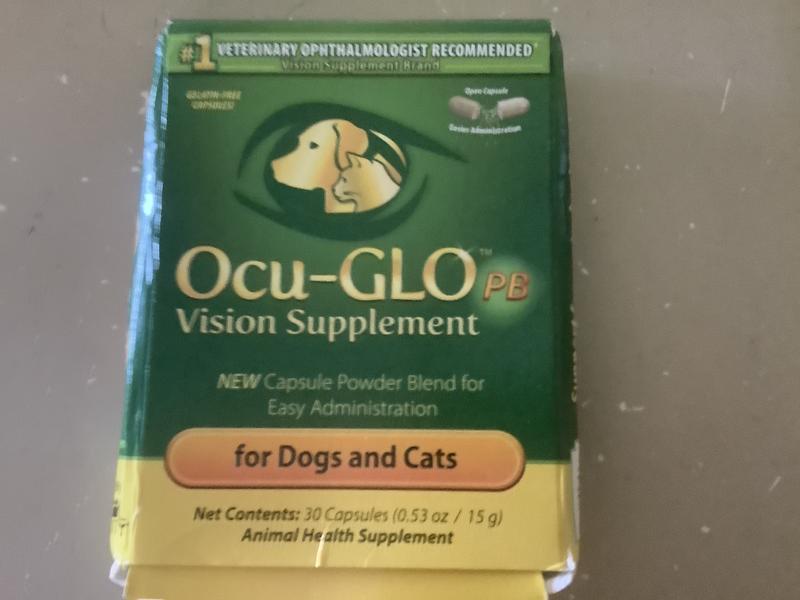 #1 VETERINARY OPHTHALMOLOGIST RECOMMENDED*
Vision Supplement Brand
GELATIN-FREE
CAPSULES!
Open Capsule
Easier Administration
Ocu-GLO™ PB
Vision Supplement
NEW Capsule Powder Blend for
Easy Administration
for Dogs and Cats
Net Contents: 30 Capsules (0.53 oz / 15 g)
Animal Health Supplement